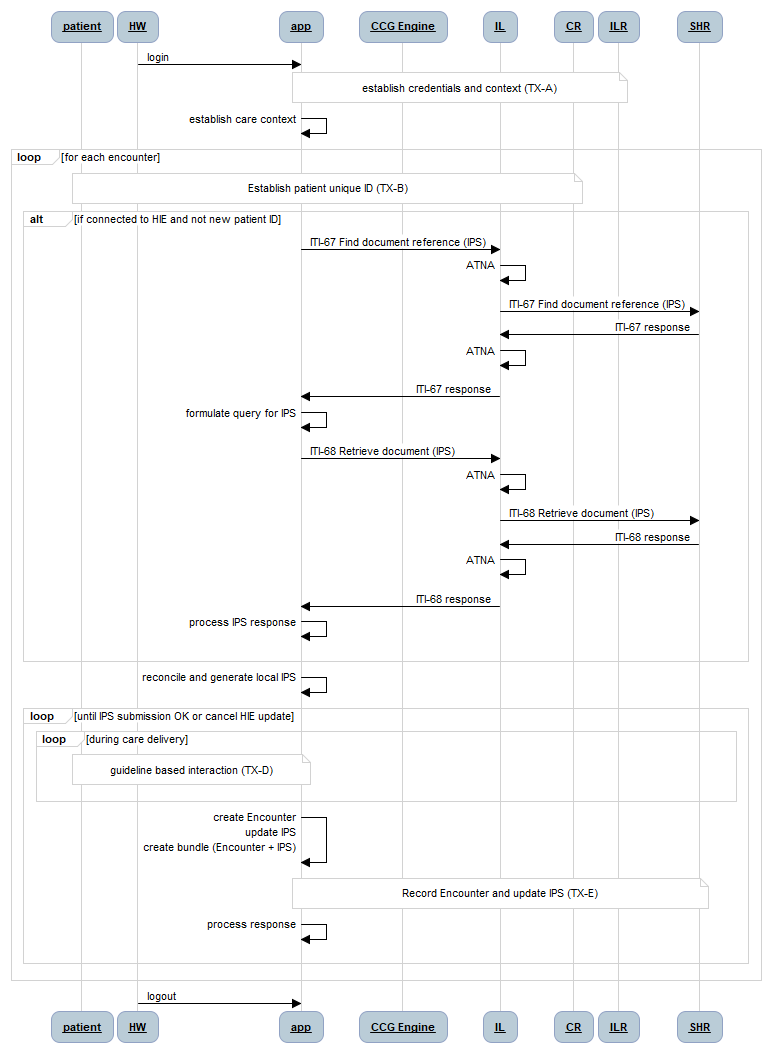 patient HW app CCG Engine IL CR ILR SHR
login
establish credentials and context (TX-A)
establish care context
loop [for each encounter]
Establish patient unique ID (TX-B)
alt [if connected to HIE and not new patient ID]
ITI-67 Find document reference (IPS)
ATNA
ITI-67 Find document reference (IPS)
ITI-67 response
ATNA
ITI-67 response
formulate query for IPS
ITI-68 Retrieve document (IPS)
ATNA
ITI-68 Retrieve document (IPS)
ITI-68 response
ATNA
ITI-68 response
process IPS response
reconcile and generate local IPS
loop [until IPS submission OK or cancel HIE update]
loop [during care delivery]
guideline based interaction (TX-D)
create Encounter
update IPS
create bundle (Encounter + IPS)
Record Encounter and update IPS (TX-E)
process response
logout
patient HW app CCG Engine IL CR ILR SHR